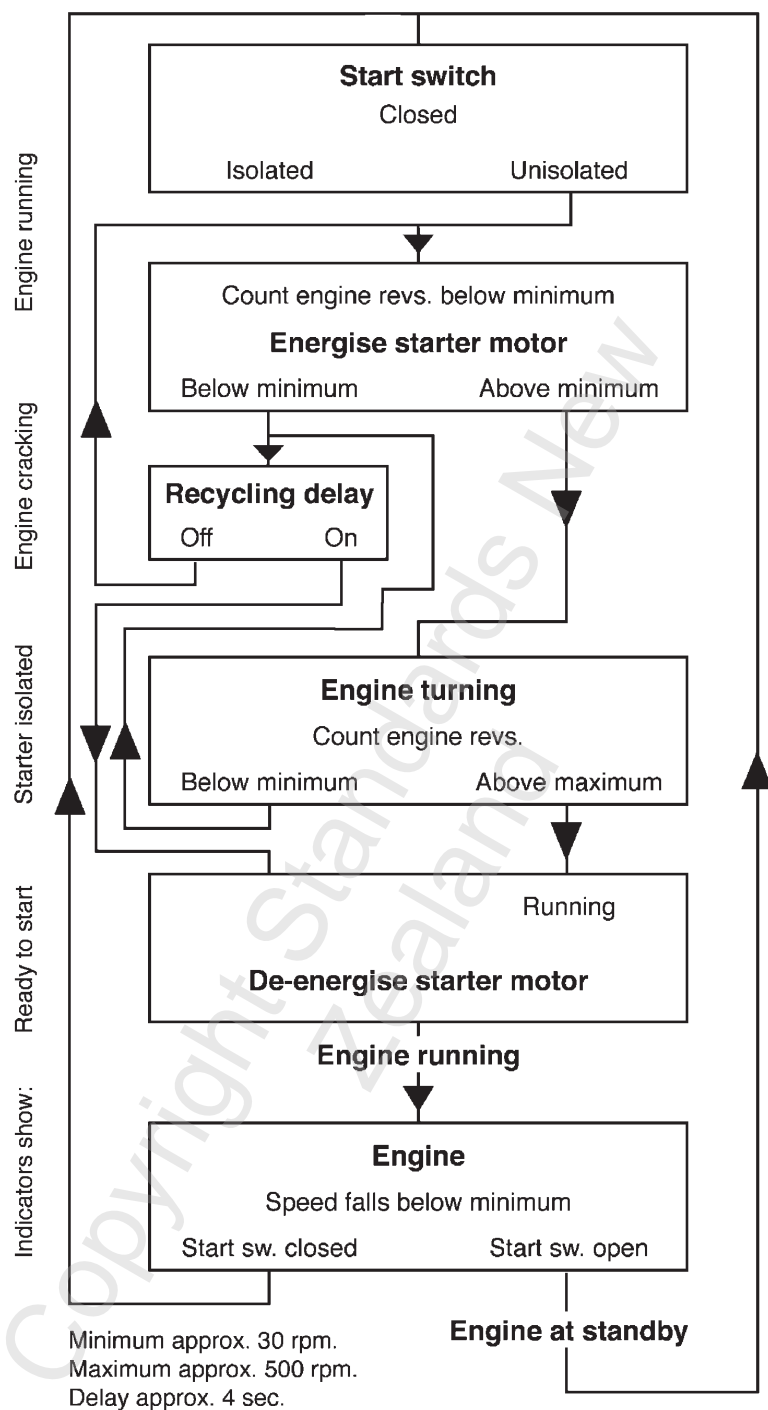 Start switch
Closed
Isolated Unisolated
Count engine revs. below minimum
Energise starter motor
Below minimum Above minimum
Recycling delay
Off On
Engine turning
Count engine revs.
Below minimum Above maximum
Running
De-energise starter motor
Engine running
Engine
Speed falls below minimum
Start sw. closed Start sw. open
Engine at standby
Minimum approx. 30 rpm.
Maximum approx. 500 rpm.
Delay approx. 4 sec.
Indicators show: Ready to start Starter isolated Engine cracking Engine running
Copyright Standards New
Zealand